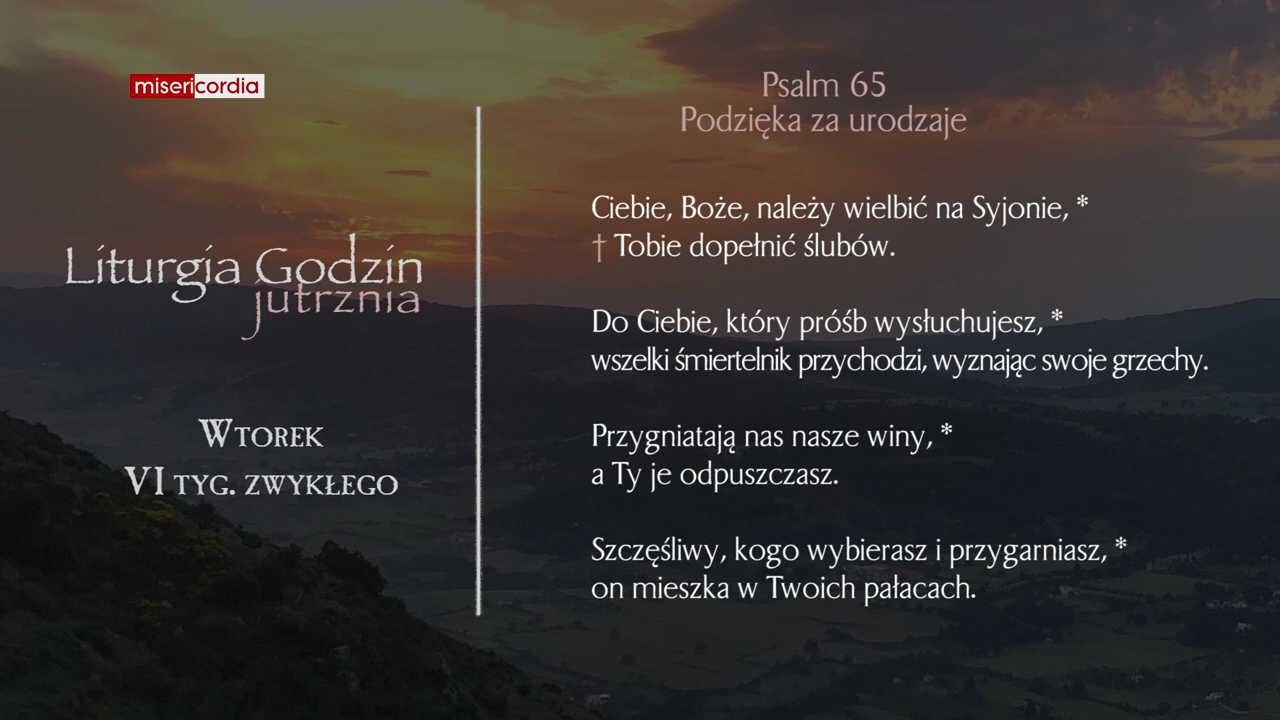 misericordia
Liturgia Godzin
jutrznia
Wtorek
VI tyg. zwykłego
Psalm 65
Podzięka za urodzaje
Ciebie, Boże, należy wielbić na Syjonie, *
† Tobie dopełnić ślubów.
Do Ciebie, który próśb wysłuchujesz, *
wszelki śmiertelnik przychodzi, wyznając swoje grzechy.
Przygniatają nas nasze winy, *
a Ty je odpuszczasz.
Szczęśliwy, kogo wybierasz i przygarniasz, *
on mieszka w Twoich pałacach.